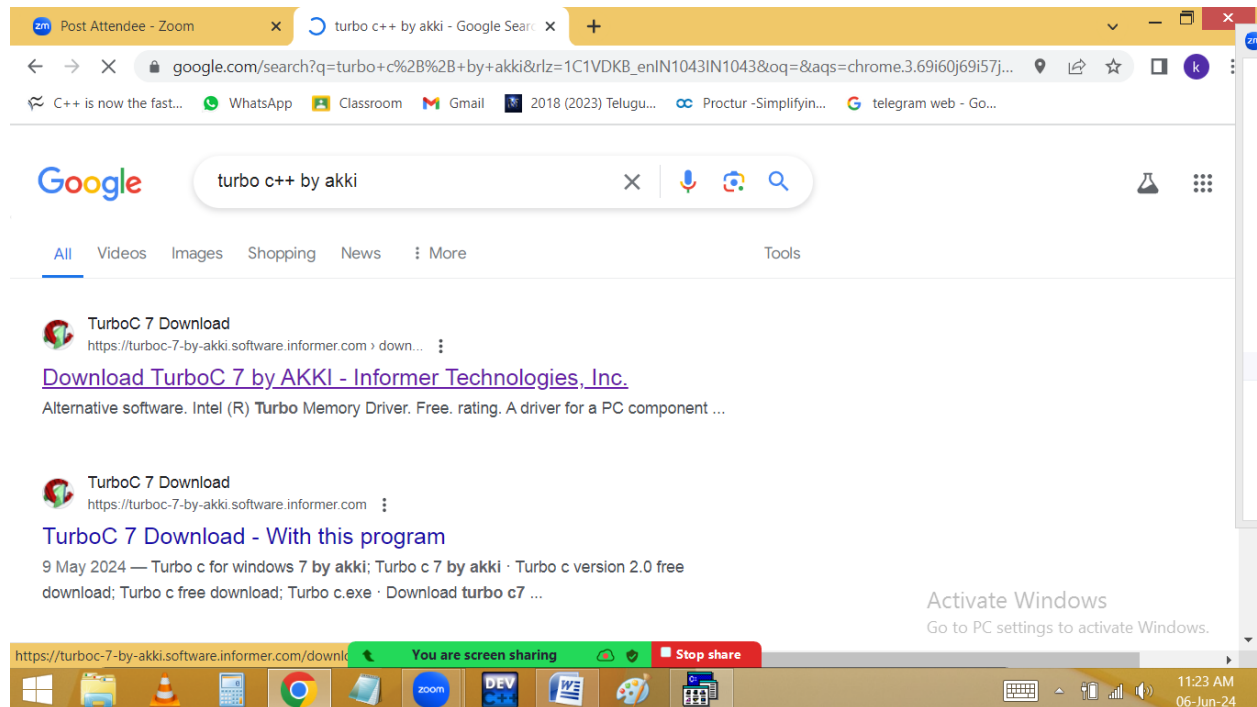 Post Attendee - Zoom
turbo c++ by akki - Google Searc
google.com/search?q=turbo+c%2B%2B+by+akki&rlz=1C1VDKB_enIN1043IN1043&oq=&aqs=chrome.3.69i60j69i57j...
k
C++ is now the fast... WhatsApp Classroom Gmail 2018 (2023) Telugu... Proctur -Simplifyin... telegram web - Go...
Google turbo c++ by akki
All Videos Images Shopping News More Tools
TurboC 7 Download
https://turboc-7-by-akki.software.informer.com › down...
Download TurboC 7 by AKKI - Informer Technologies, Inc.
Alternative software. Intel (R) Turbo Memory Driver. Free. rating. A driver for a PC component ...
TurboC 7 Download
https://turboc-7-by-akki.software.informer.com
TurboC 7 Download - With this program
9 May 2024 — Turbo c for windows 7 by akki; Turbo c 7 by akki · Turbo c version 2.0 free
download; Turbo c free download; Turbo c.exe · Download turbo c7 ...
Activate Windows
Go to PC settings to activate Windows.
https://turboc-7-by-akki.software.informer.com/downlo
You are screen sharing Stop share
zoom
DEV
C++
W
11:23 AM
06-Jun-24